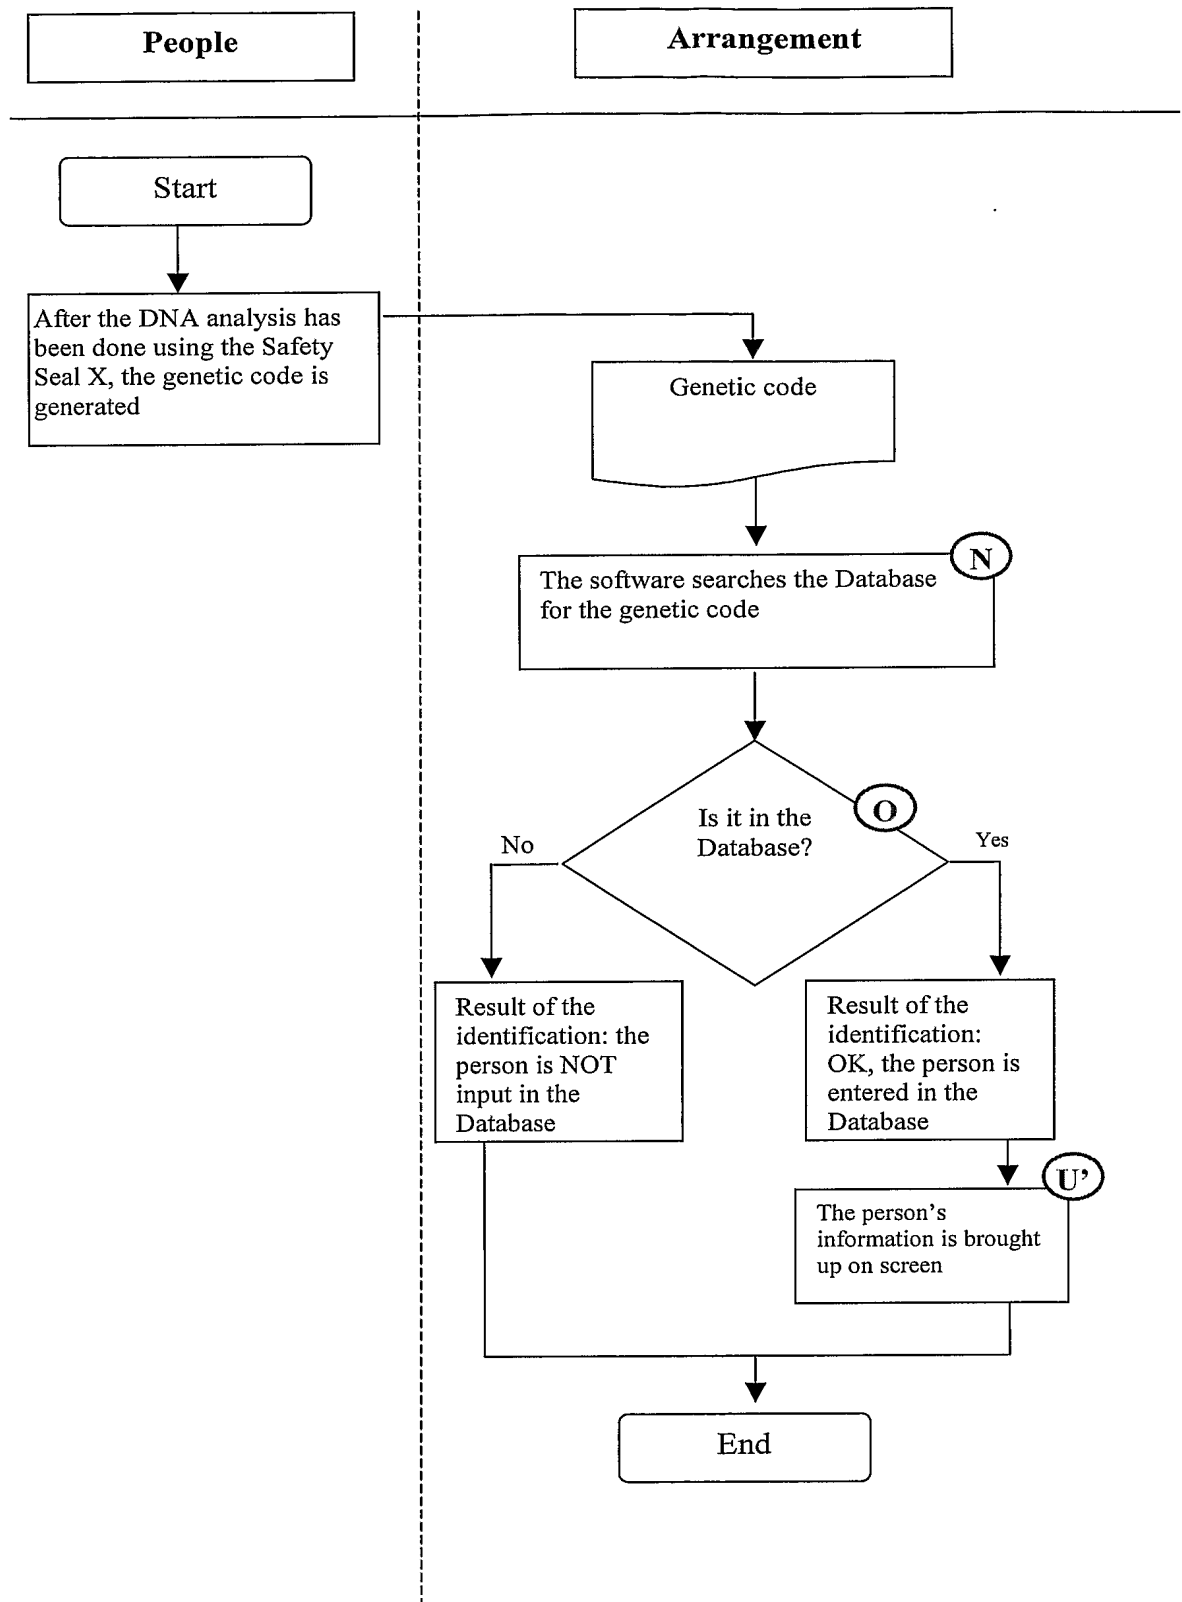 People
Arrangement
Start
After the DNA analysis has
been done using the Safety
Seal X, the genetic code is
generated
Genetic code
N
The software searches the Database
for the genetic code
O
Is it in the
Database?
No
Yes
Result of the
identification: the
person is NOT
input in the
Database
Result of the
identification:
OK, the person is
entered in the
Database
U’
The person’s
information is brought
up on screen
End